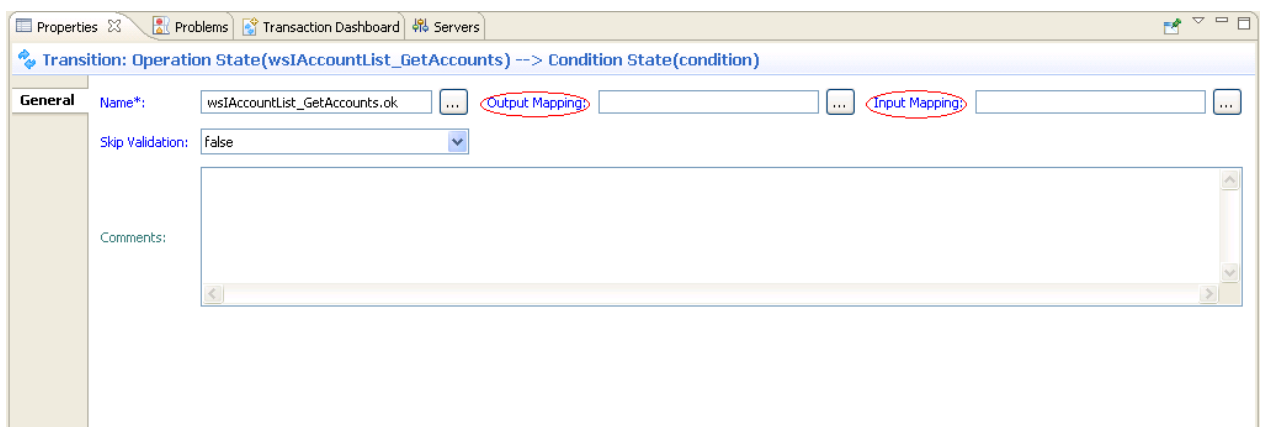 Properties Problems Transaction Dashboard Servers
Transition: Operation State(wsIAccountList_GetAccounts) --> Condition State(condition)
General Name*: wsIAccountList_GetAccounts.ok ... Output Mapping: ... Input Mapping: ...
Skip Validation: false
Comments: